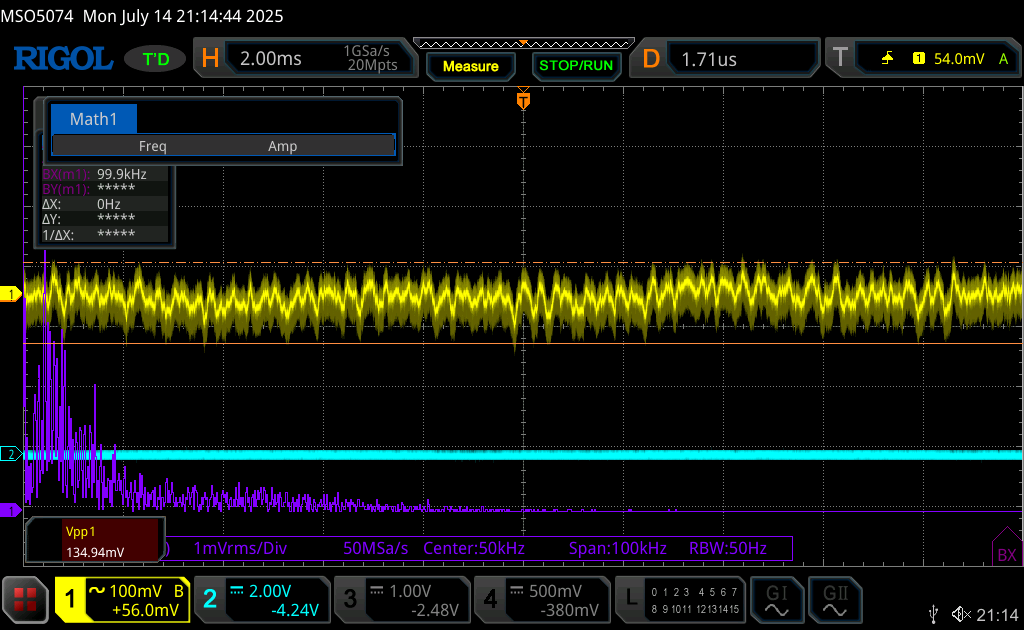 MSO5074 Mon July 14 21:14:44 2025
RIGOL T'D H 2.00ms 1GSa/s 20Mpts Measure STOP/RUN D 1.71us T 1 54.0mV A
T
Math1
Freq Amp
BX(m1): 99.9kHz
BY(m1): *****
ΔX: 0Hz
ΔY: *****
1/ΔX: *****
1
2
1
Vpp1
134.94mV
) 1mVrms/Div 50MSa/s Center:50kHz Span:100kHz RBW:50Hz
BX
1 100mV B +56.0mV
2 2.00V -4.24V
3 1.00V -2.48V
4 500mV -380mV
L 0 1 2 3 4 5 6 7
8 9 10 11 12 13 14 15
GI
GII
21:14